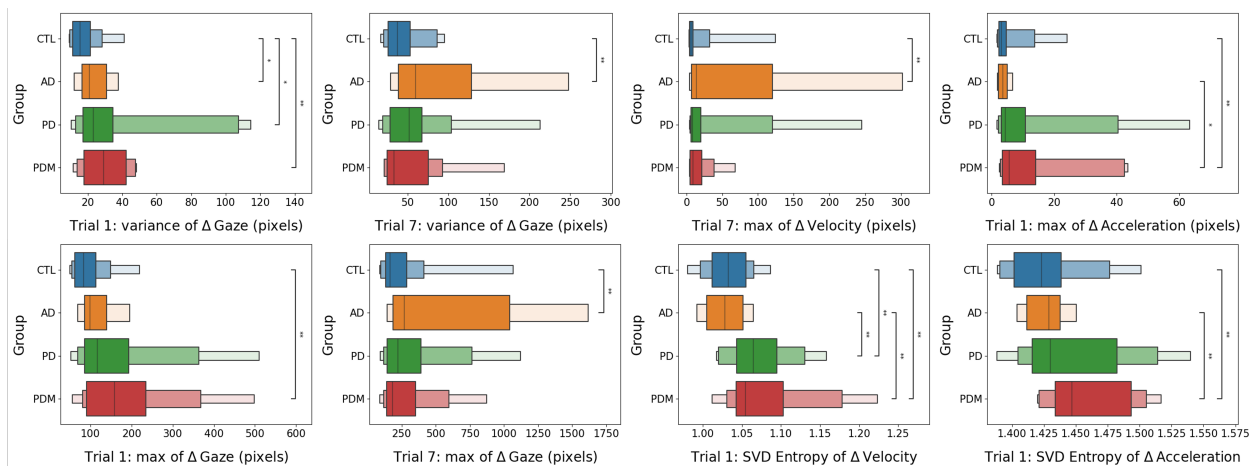 CTL
AD
PD
PDM
Group
* * **
20 40 60 80 100 120 140
Trial 1: variance of Δ Gaze (pixels)
CTL
AD
PD
PDM
Group
**
50 100 150 200 250 300
Trial 7: variance of Δ Gaze (pixels)
CTL
AD
PD
PDM
Group
**
0 50 100 150 200 250 300
Trial 7: max of Δ Velocity (pixels)
CTL
AD
PD
PDM
Group
* **
0 20 40 60
Trial 1: max of Δ Acceleration (pixels)
CTL
AD
PD
PDM
Group
**
100 200 300 400 500 600
Trial 1: max of Δ Gaze (pixels)
CTL
AD
PD
PDM
Group
**
250 500 750 1000 1250 1500 1750
Trial 7: max of Δ Gaze (pixels)
CTL
AD
PD
PDM
Group
** ** ** **
1.00 1.05 1.10 1.15 1.20 1.25
Trial 1: SVD Entropy of Δ Velocity
CTL
AD
PD
PDM
Group
** **
1.400 1.425 1.450 1.475 1.500 1.525 1.550 1.575
Trial 1: SVD Entropy of Δ Acceleration